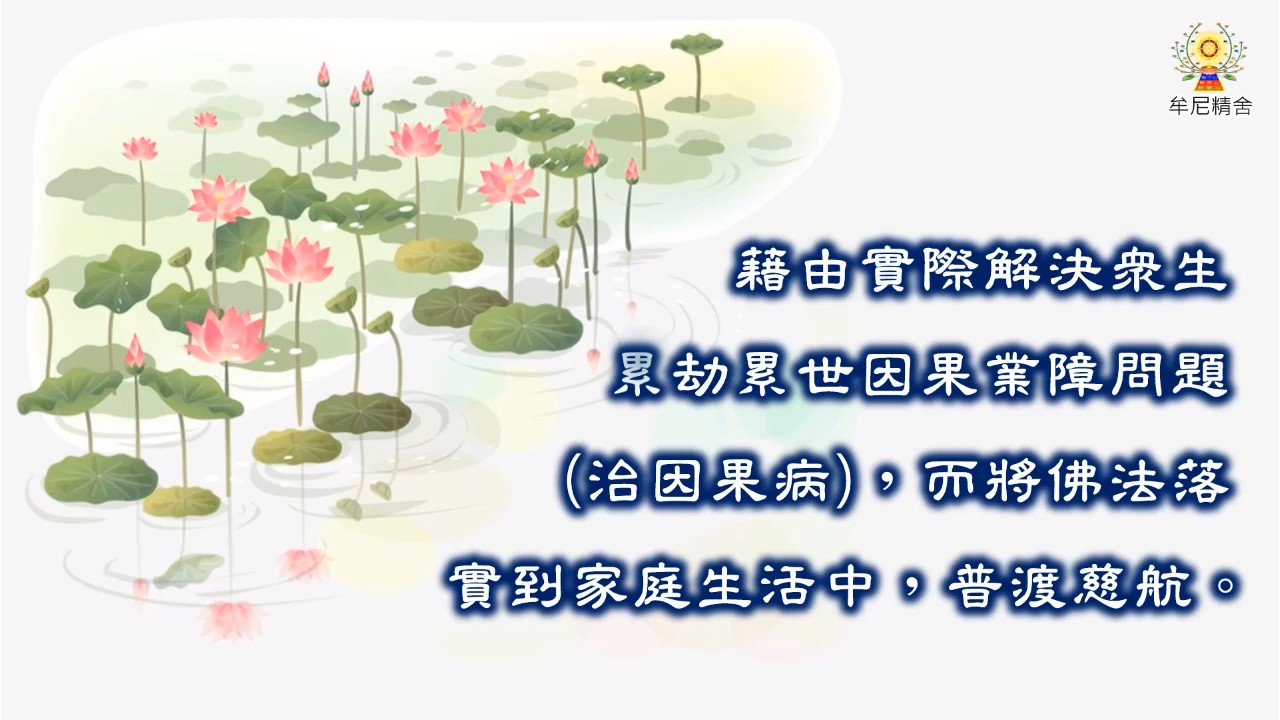 牟尼精舍
藉由實際解決眾生
累劫累世因果業障問題
(治因果病)，而將佛法落
實到家庭生活中，普渡慈航。